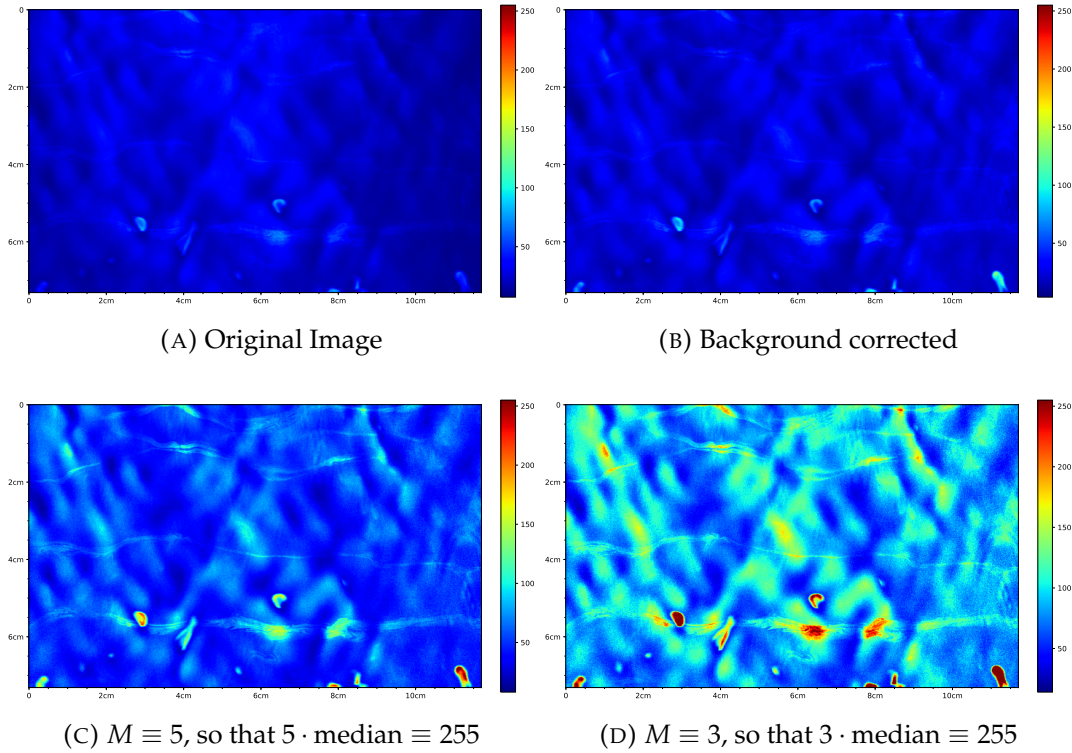 0
2cm
4cm
6cm
0 2cm 4cm 6cm 8cm 10cm
250
200
150
100
50
(A) Original Image
0
2cm
4cm
6cm
0 2cm 4cm 6cm 8cm 10cm
250
200
150
100
50
(B) Background corrected
0
2cm
4cm
6cm
0 2cm 4cm 6cm 8cm 10cm
250
200
150
100
50
(C) M ≡ 5, so that 5 · median ≡ 255
0
2cm
4cm
6cm
0 2cm 4cm 6cm 8cm 10cm
250
200
150
100
50
(D) M ≡ 3, so that 3 · median ≡ 255